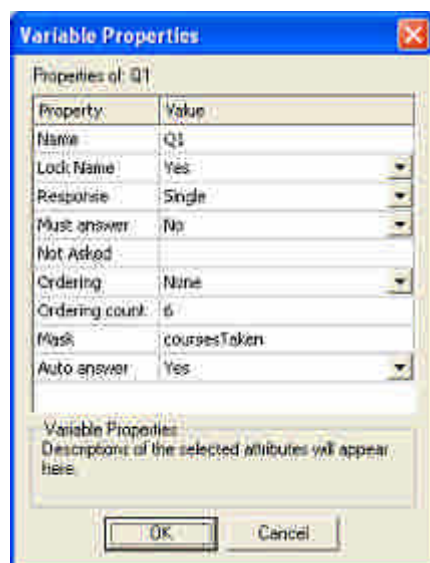 Variable Properties
Properties of: Q1
Property Value
Name Q1
Lock Name Yes
Response Single
Must answer No
Not Asked
Ordering None
Ordering count 6
Mask coursesTaken
Auto answer Yes
Variable Properties
Descriptions of the selected attributes will appear
here.
OK Cancel